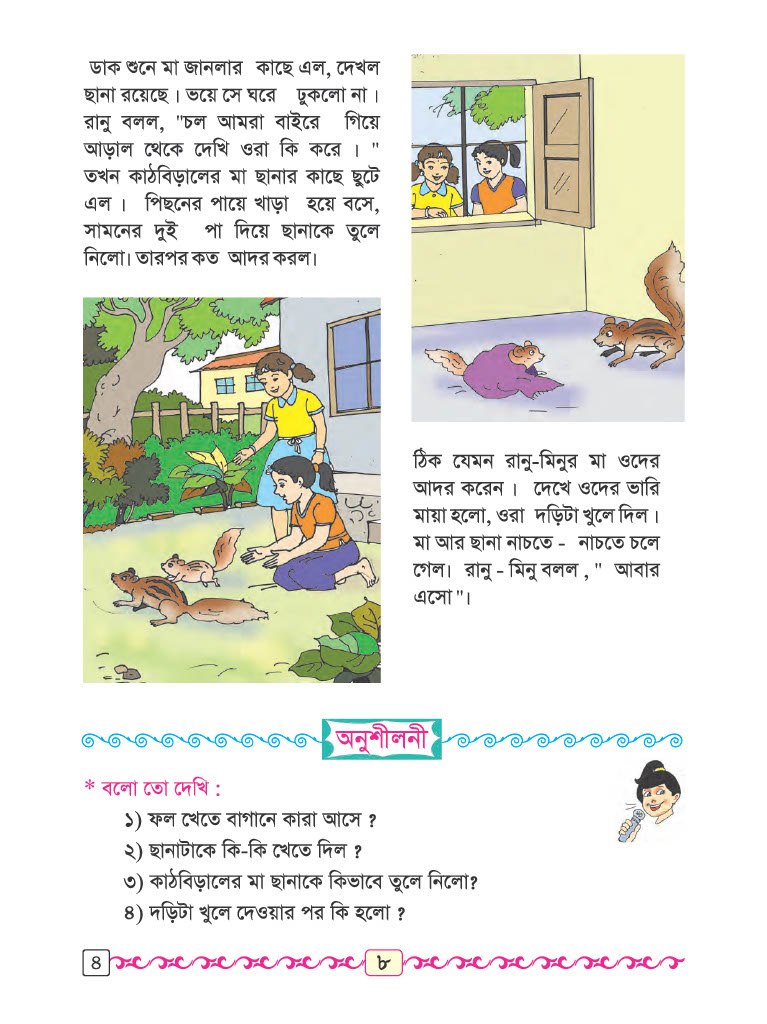 ডাক শুনে মা জানলার কাছে এল, দেখল
ছানা রয়েছে। ভয়ে সে ঘরে ঢুকলো না।
রানু বলল, "চল আমরা বাইরে গিয়ে
আড়াল থেকে দেখি ওরা কি করে । "
তখন কাঠবিড়ালের মা ছানার কাছে ছুটে
এল । পিছনের পায়ে খাড়া হয়ে বসে,
সামনের দুই পা দিয়ে ছানাকে তুলে
নিলো। তারপর কত আদর করল।
ঠিক যেমন রানু-মিনুর মা ওদের
আদর করেন । দেখে ওদের ভারি
মায়া হলো, ওরা দড়িটা খুলে দিল।
মা আর ছানা নাচতে - নাচতে চলে
গেল। রানু - মিনু বলল , " আবার
এসো "।
অনুশীলনী
* বলো তো দেখি :
১) ফল খেতে বাগানে কারা আসে ?
২) ছানাটাকে কি-কি খেতে দিল ?
৩) কাঠবিড়ালের মা ছানাকে কিভাবে তুলে নিলো?
৪) দড়িটা খুলে দেওয়ার পর কি হলো ?
৪
৮